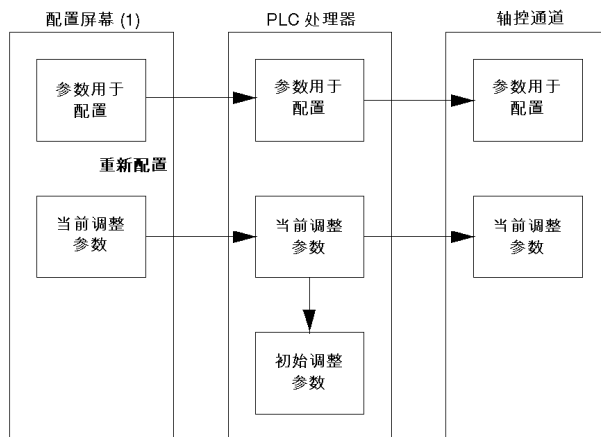 配置屏幕 (1)
PLC 处理器
轴控通道
参数用于
配置
参数用于
配置
参数用于
配置
重新配置
当前调整
参数
当前调整
参数
当前调整
参数
初始调整
参数